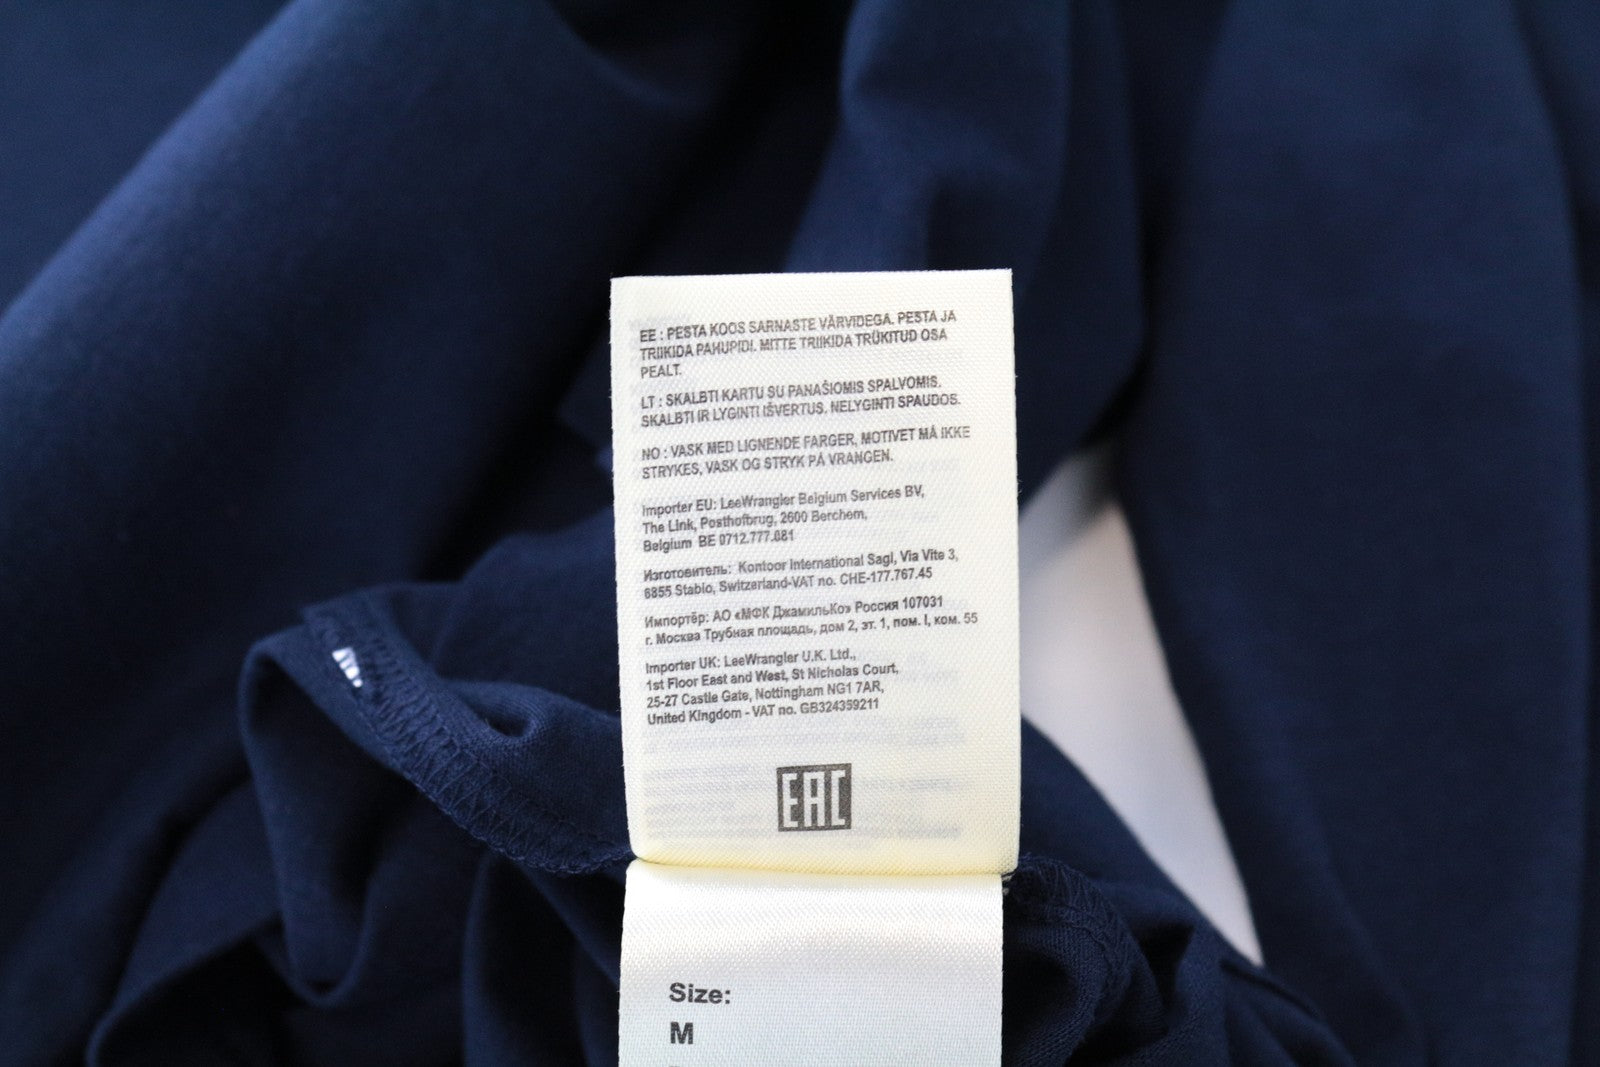 EE : PESTA KOOS SARNASTE VÄRVIDEGA. PESTA JA
TRIIKIDA PAHUPIDI. MITTE TRIIKIDA TRÜKITUD OSA
PEALT.
LT : SKALBTI KARTU SU PANAŠIOMIS SPALVOMIS.
SKALBTI IR LYGINTI IŠVERTUS. NELYGINTI SPAUDOS.
NO : VASK MED LIGNENDE FARGER, MOTIVET MÅ IKKE
STRYKES, VASK OG STRYK PÅ VRANGEN.
Importer EU: LeeWrangler Belgium Services BV,
The Link, Posthofbrug, 2600 Berchem,
Belgium BE 0712.777.081
Изготовитель: Kontoor International Sagl, Via Vite 3,
6855 Stabio, Switzerland-VAT no. CHE-177.767.45
Импортёр: АО «МФК ДжамильКо» Россия 107031
г. Москва Трубная площадь, дом 2, эт. 1, пом. I, ком. 55
Importer UK: LeeWrangler U.K. Ltd.,
1st Floor East and West, St Nicholas Court,
25-27 Castle Gate, Nottingham NG1 7AR,
United Kingdom - VAT no. GB324359211
EAC
Size:
M